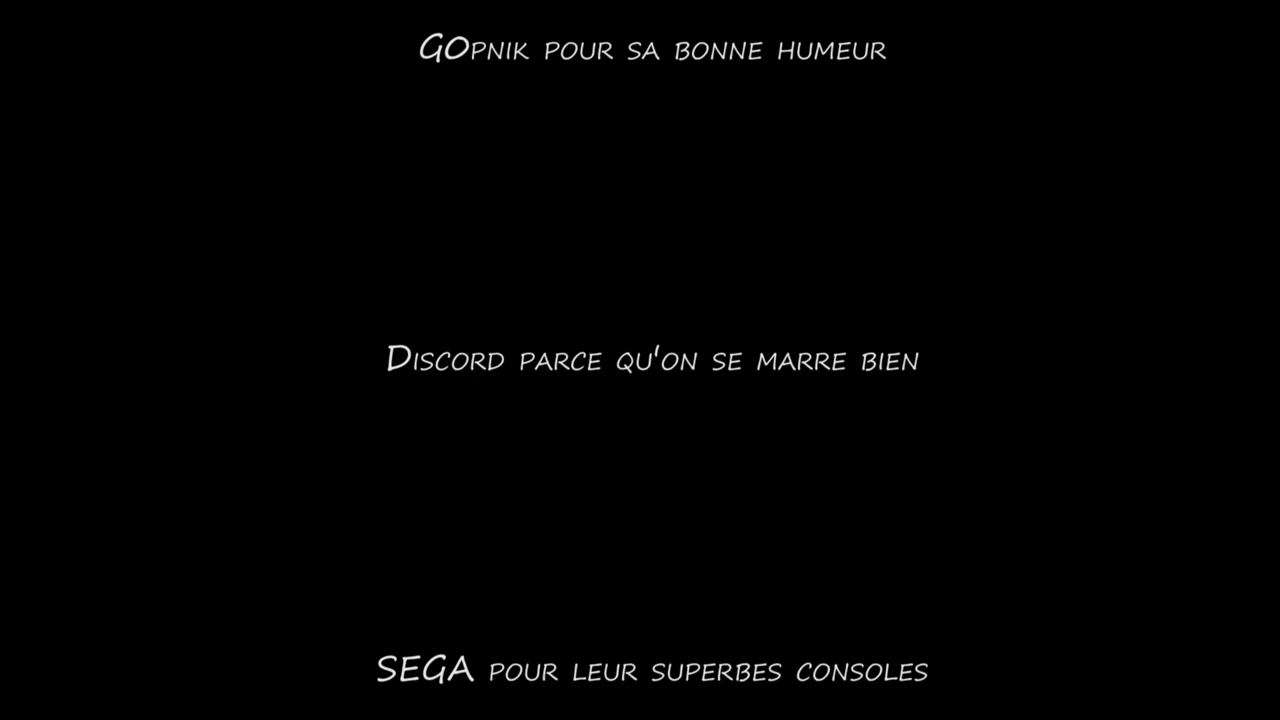 GOpnik pour sa bonne humeur
Discord parce qu'on se marre bien
SEGA pour leur superbes consoles